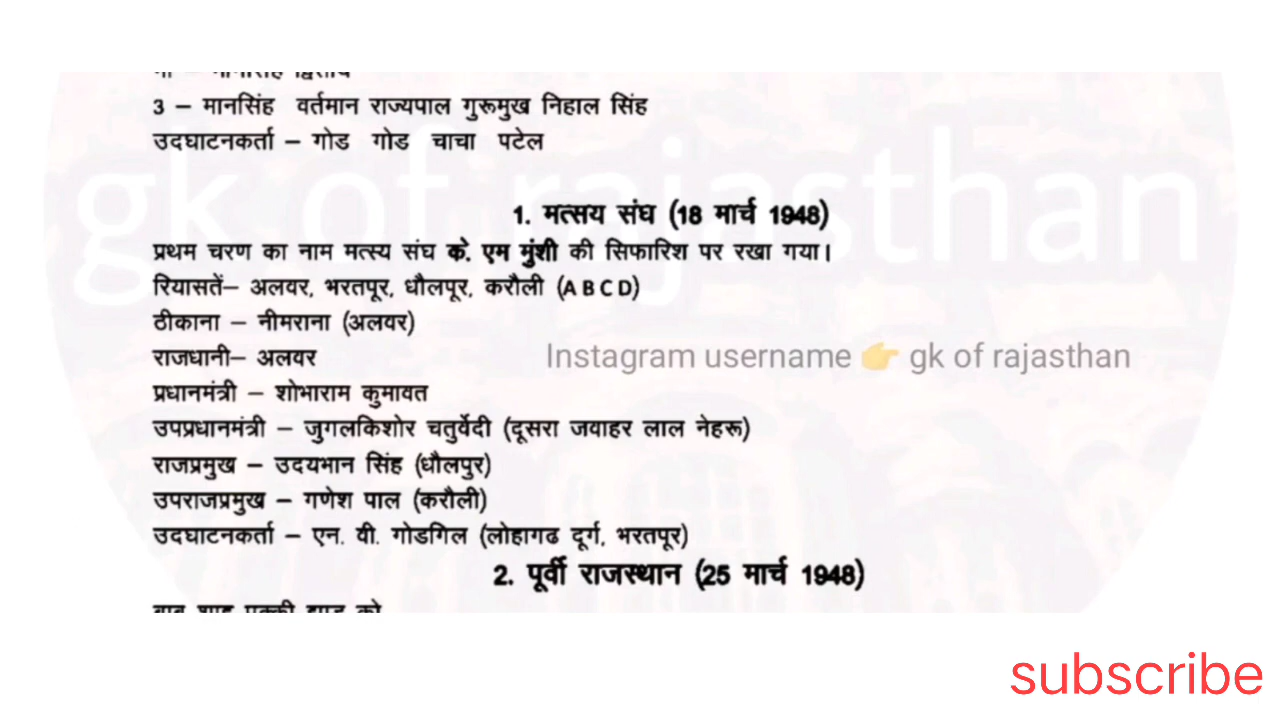 3 – मानसिंह वर्तमान राज्यपाल गुरूमुख निहाल सिंह
उदघाटनकर्ता – गोड गोड चाचा पटेल
gk of rajasthan
1. मत्सय संघ (18 मार्च 1948)
प्रथम चरण का नाम मत्स्य संघ के. एम मुंशी की सिफारिश पर रखा गया।
रियासतें– अलवर, भरतपूर, धौलपूर, करौली (A B C D)
ठीकाना – नीमराना (अलवर)
राजधानी– अलवर
Instagram username 👉 gk of rajasthan
प्रधानमंत्री – शोभाराम कुमावत
उपप्रधानमंत्री – जुगलकिशोर चतुर्वेदी (दूसरा जवाहर लाल नेहरू)
राजप्रमुख – उदयभान सिंह (धौलपुर)
उपराजप्रमुख – गणेश पाल (करौली)
उदघाटनकर्ता – एन. वी. गोडगिल (लोहागढ दूर्ग, भरतपूर)
2. पूर्वी राजस्थान (25 मार्च 1948)
subscribe